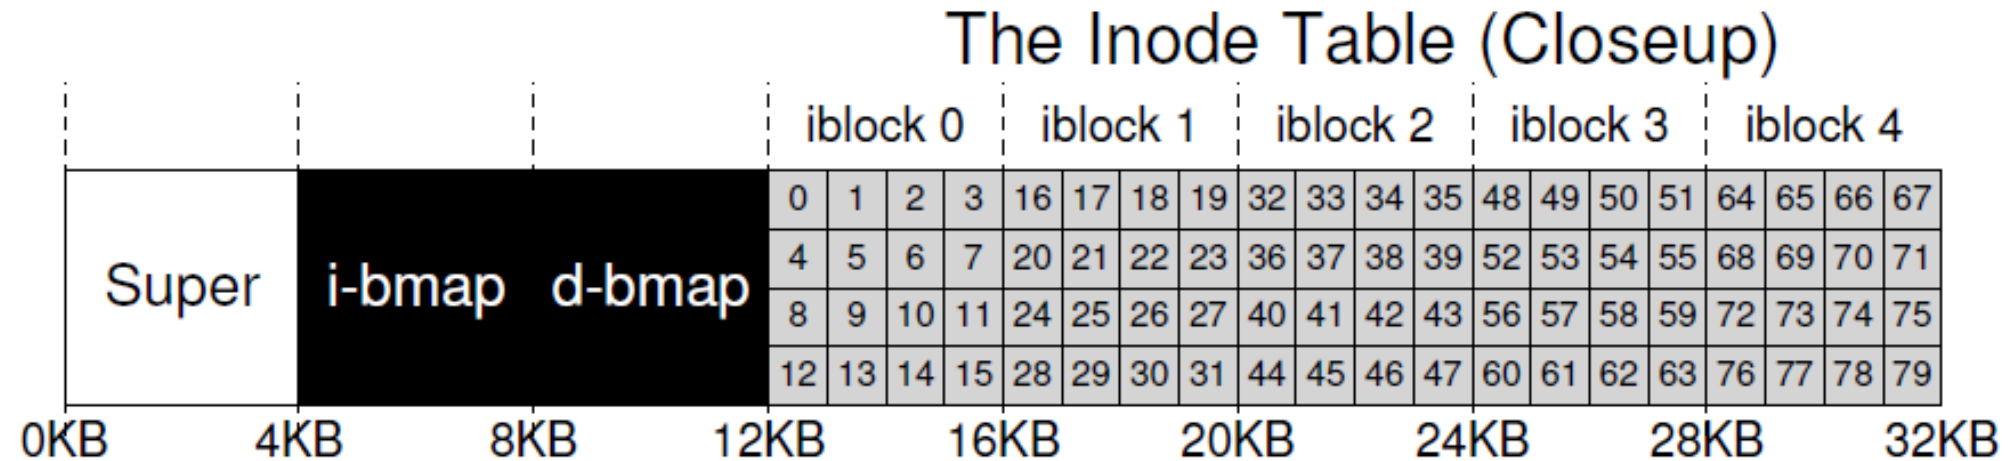 The Inode Table (Closeup)
iblock 0 iblock 1 iblock 2 iblock 3 iblock 4
0 1 2 3 16 17 18 19 32 33 34 35 48 49 50 51 64 65 66 67
4 5 6 7 20 21 22 23 36 37 38 39 52 53 54 55 68 69 70 71
Super i-bmap d-bmap
8 9 10 11 24 25 26 27 40 41 42 43 56 57 58 59 72 73 74 75
12 13 14 15 28 29 30 31 44 45 46 47 60 61 62 63 76 77 78 79
0KB 4KB 8KB 12KB 16KB 20KB 24KB 28KB 32KB